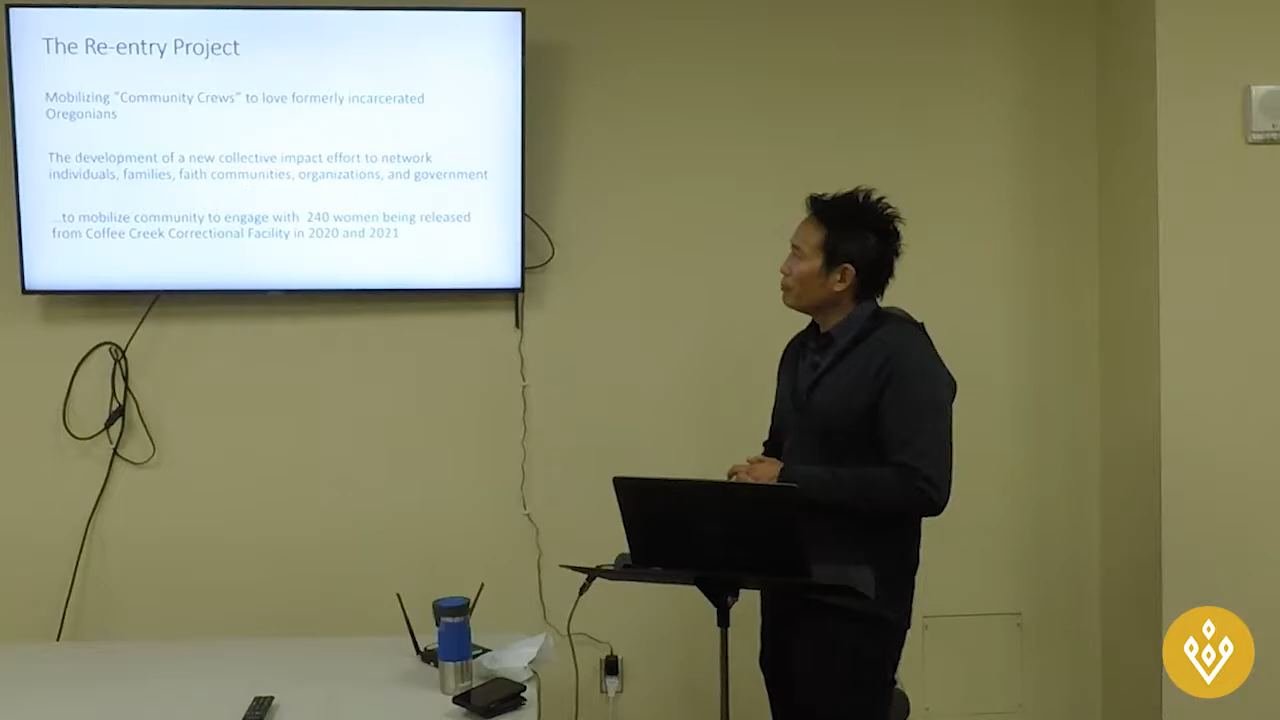 The Re-entry Project
Mobilizing "Community Crews" to love formerly incarcerated
Oregonians
The development of a new collective impact effort to network
individuals, families, faith communities, organizations, and government
...to mobilize community to engage with 240 women being released
from Coffee Creek Correctional Facility in 2020 and 2021